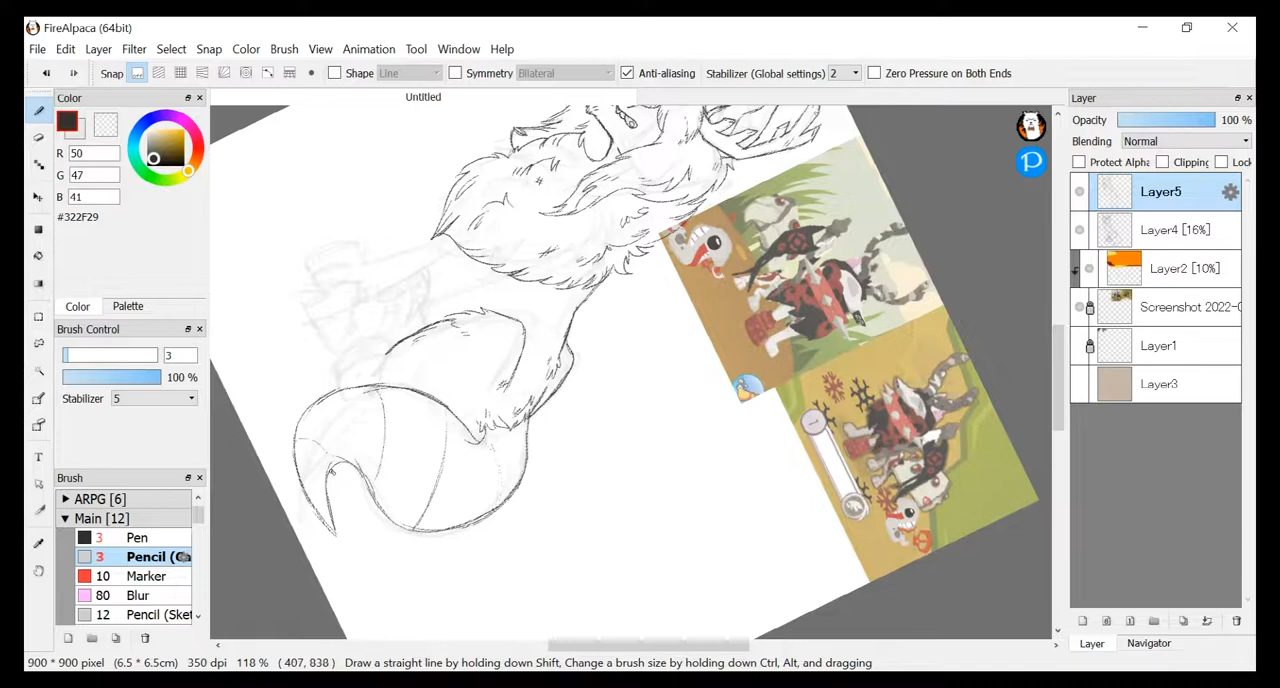 FireAlpaca (64bit)
File Edit Layer Filter Select Snap Color Brush View Animation Tool Window Help
Snap Shape Line Symmetry Bilateral Anti-aliasing Stabilizer (Global settings) 2 Zero Pressure on Both Ends
Color
Untitled
Layer
Opacity 100 %
R 50
Blending Normal
G 47
Protect Alpha Clipping Lock
B 41
Layer5
#322F29
Layer4 [16%]
Layer2 [10%]
Color Palette
Screenshot 2022-0
Brush Control
3
Layer1
100 %
Layer3
Stabilizer 5
Brush
ARPG [6]
Main [12]
3 Pen
3 Pencil (Ca
10 Marker
80 Blur
12 Pencil (Sket
Layer Navigator
900 * 900 pixel (6.5 * 6.5cm) 350 dpi 118 % ( 407, 838 ) Draw a straight line by holding down Shift, Change a brush size by holding down Ctrl, Alt, and dragging